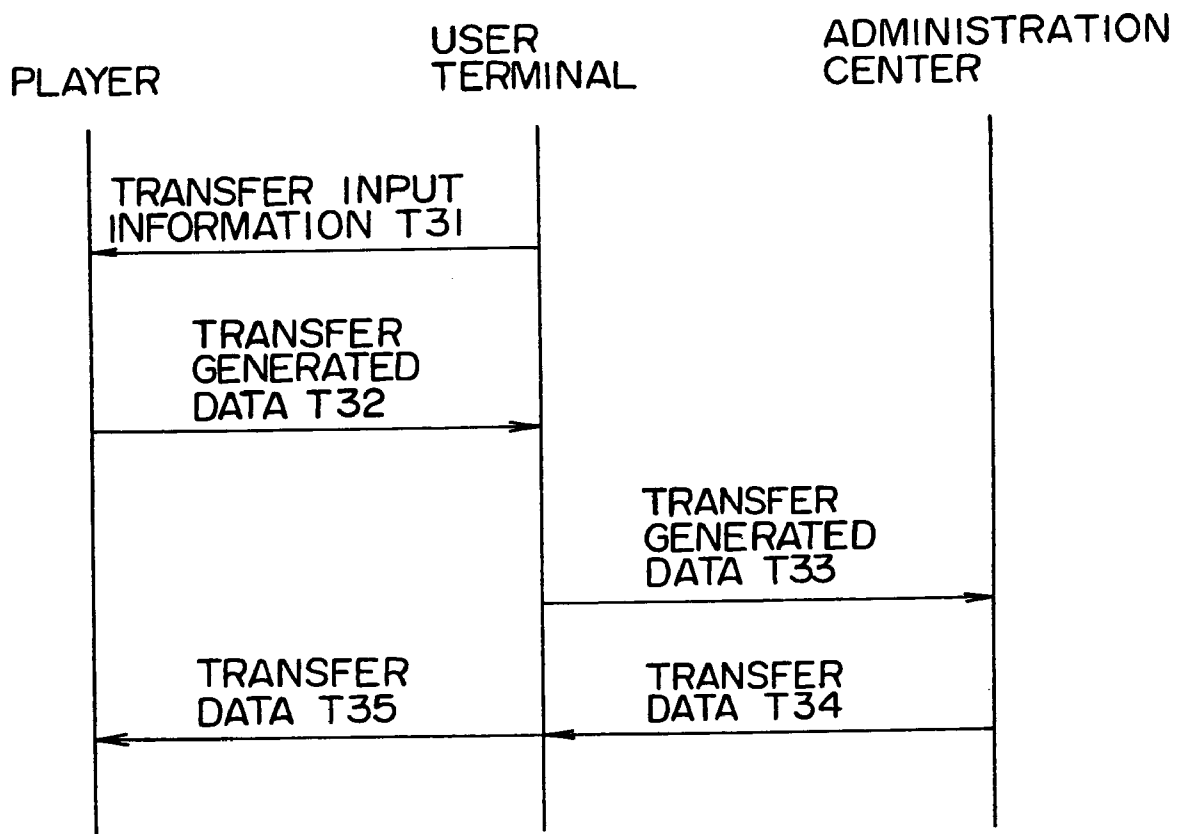 PLAYER
USER
TERMINAL
ADMINISTRATION
CENTER
TRANSFER INPUT
INFORMATION T31
TRANSFER
GENERATED
DATA T32
TRANSFER
GENERATED
DATA T33
TRANSFER
DATA T35
TRANSFER
DATA T34